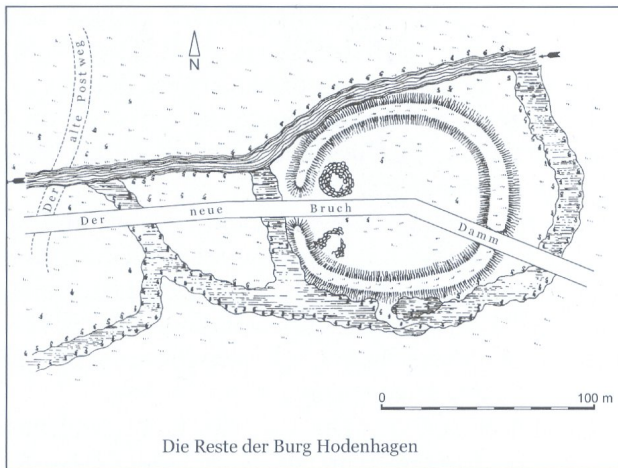 Der alte Postweg
N
Der neue Bruch Damm
0 100 m
Die Reste der Burg Hodenhagen